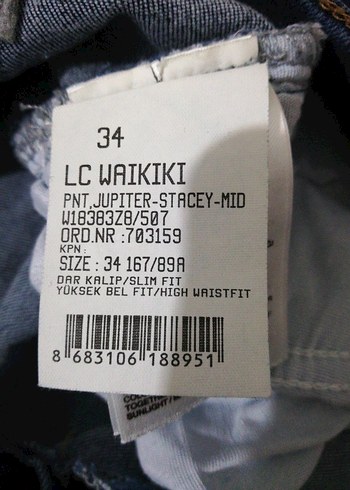 34
LC WAIKIKI
PNT,JUPITER-STACEY-MID
W18383Z8/507
ORD.NR :703159
KPN:
SIZE : 34 167/89A
DAR KALIP/SLIM FIT
YÜKSEK BEL FIT/HIGH WAISTFIT
8 683106 188951
SUNLIGHT/